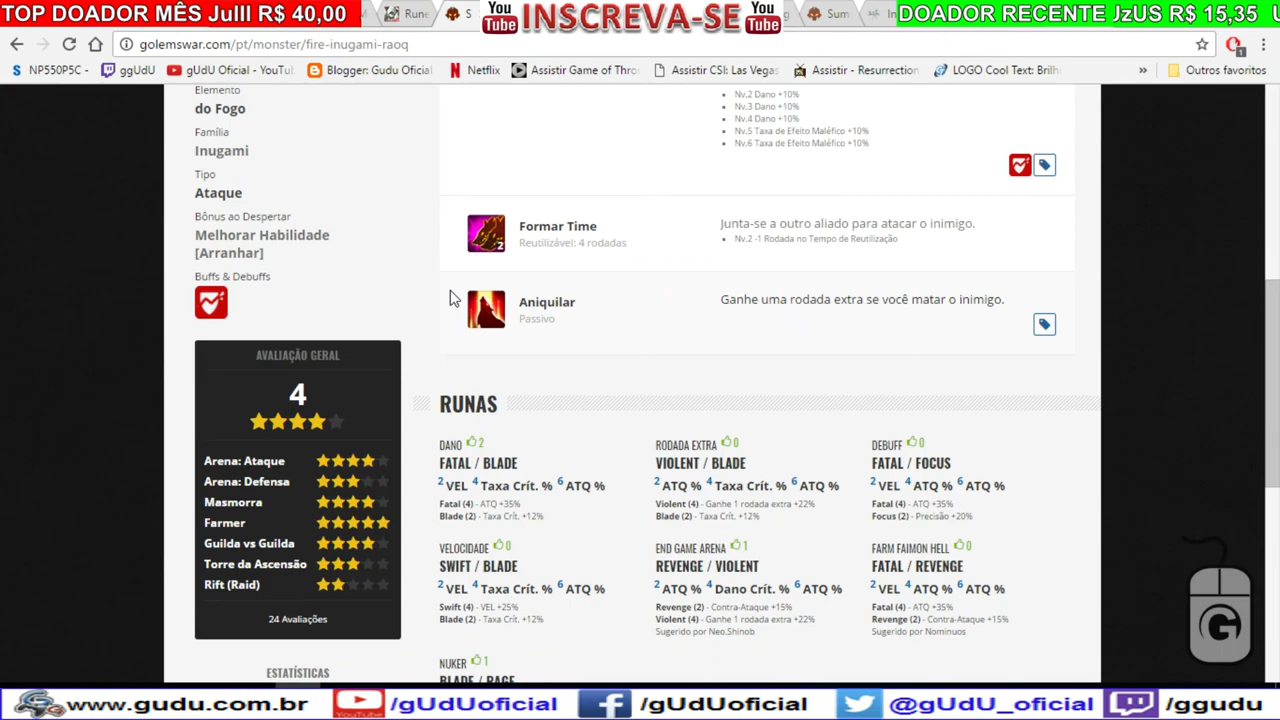 TOP DOADOR MÊS JulII R$ 40,00
Rune
S
You Tube INSCREVA-SE You Tube
Sum
In
DOADOR RECENTE JzUS R$ 15,35
golemswar.com/pt/monster/fire-inugami-raoq
NP550P5C -
ggUdU
gUdU Oficial - YouTu
Blogger: Gudu Oficial
Netflix
Assistir Game of Thro
Assistir CSI: Las Vegas
Assistir - Resurrection
LOGO Cool Text: Brilh
»
Outros favoritos
Elemento
do Fogo
Família
Inugami
Tipo
Ataque
Bônus ao Despertar
Melhorar Habilidade
[Arranhar]
Buffs & Debuffs
Nv.2 Dano +10%
Nv.3 Dano +10%
Nv.4 Dano +10%
Nv.5 Taxa de Efeito Maléfico +10%
Nv.6 Taxa de Efeito Maléfico +10%
2
Formar Time
Reutilizável: 4 rodadas
Junta-se a outro aliado para atacar o inimigo.
Nv.2 -1 Rodada no Tempo de Reutilização
Aniquilar
Passivo
Ganhe uma rodada extra se você matar o inimigo.
AVALIAÇÃO GERAL
4
Arena: Ataque
Arena: Defensa
Masmorra
Farmer
Guilda vs Guilda
Torre da Ascensão
Rift (Raid)
24 Avaliações
ESTATÍSTICAS
RUNAS
DANO 2
FATAL / BLADE
2 VEL 4 Taxa Crít. % 6 ATQ %
Fatal (4) - ATQ +35%
Blade (2) - Taxa Crít. +12%
RODADA EXTRA 0
VIOLENT / BLADE
2 ATQ % 4 Taxa Crít. % 6 ATQ %
Violent (4) - Ganhe 1 rodada extra +22%
Blade (2) - Taxa Crít. +12%
DEBUFF 0
FATAL / FOCUS
2 VEL 4 ATQ % 6 ATQ %
Fatal (4) - ATQ +35%
Focus (2) - Precisão +20%
VELOCIDADE 0
SWIFT / BLADE
2 VEL 4 Taxa Crít. % 6 ATQ %
Swift (4) - VEL +25%
Blade (2) - Taxa Crít. +12%
END GAME ARENA 1
REVENGE / VIOLENT
2 ATQ % 4 Dano Crít. % 6 ATQ %
Revenge (2) - Contra-Ataque +15%
Violent (4) - Ganhe 1 rodada extra +22%
Sugerido por Neo.Shinob
FARM FAIMON HELL 0
FATAL / REVENGE
2 VEL 4 ATQ % 6 ATQ %
Fatal (4) - ATQ +35%
Revenge (2) - Contra-Ataque +15%
Sugerido por Nominuos
NUKER 1
BLADE / RAGE
G
www.gudu.com.br
/gUdUoficial
/gUdUoficial
@gUdU_oficial
/ggudu